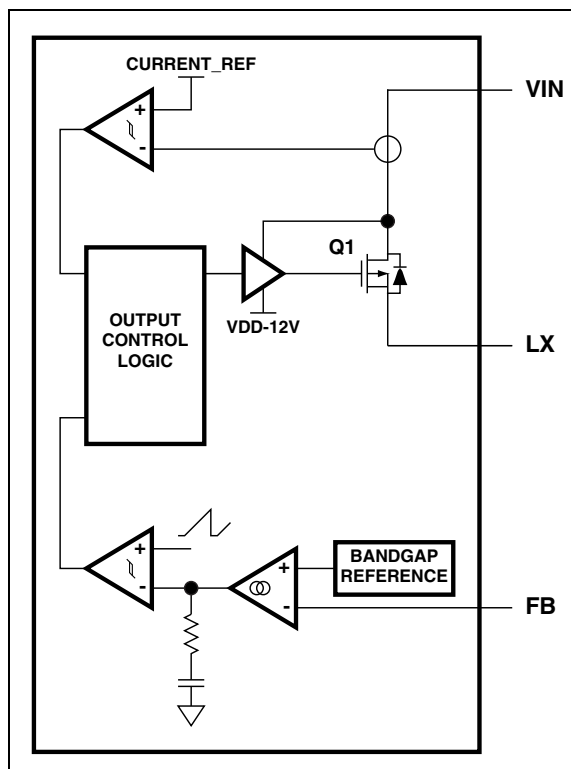 CURRENT_REF
VIN
+
-
Q1
OUTPUT
CONTROL
LOGIC
VDD-12V
LX
+
-
+
-
BANDGAP
REFERENCE
FB